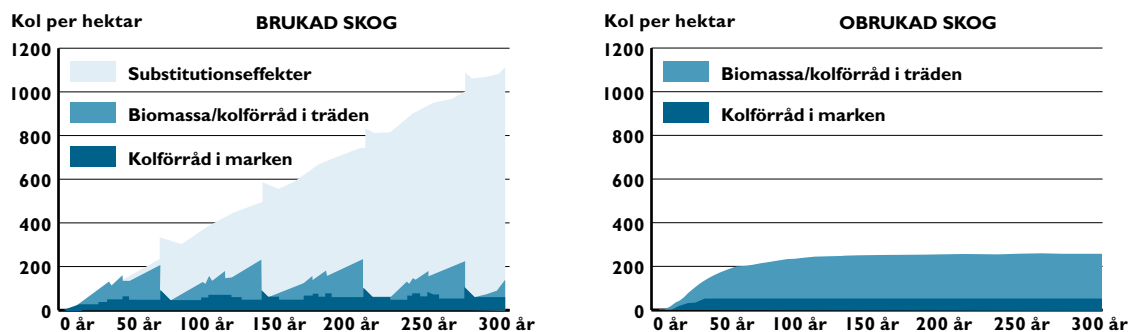 Kol per hektar BRUKAD SKOG
1200
1000
800
600
400
200
0
Substitutionseffekter
Biomassa/kolförråd i träden
Kolförråd i marken
0 år 50 år 100 år 150 år 200 år 250 år 300 år
Kol per hektar OBRUKAD SKOG
1200
1000
800
600
400
200
0
Biomassa/kolförråd i träden
Kolförråd i marken
0 år 50 år 100 år 150 år 200 år 250 år 300 år